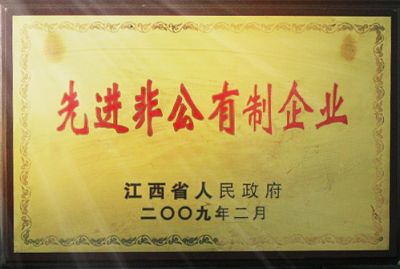 先进非公有制企业
江西省人民政府
二〇〇九年二月